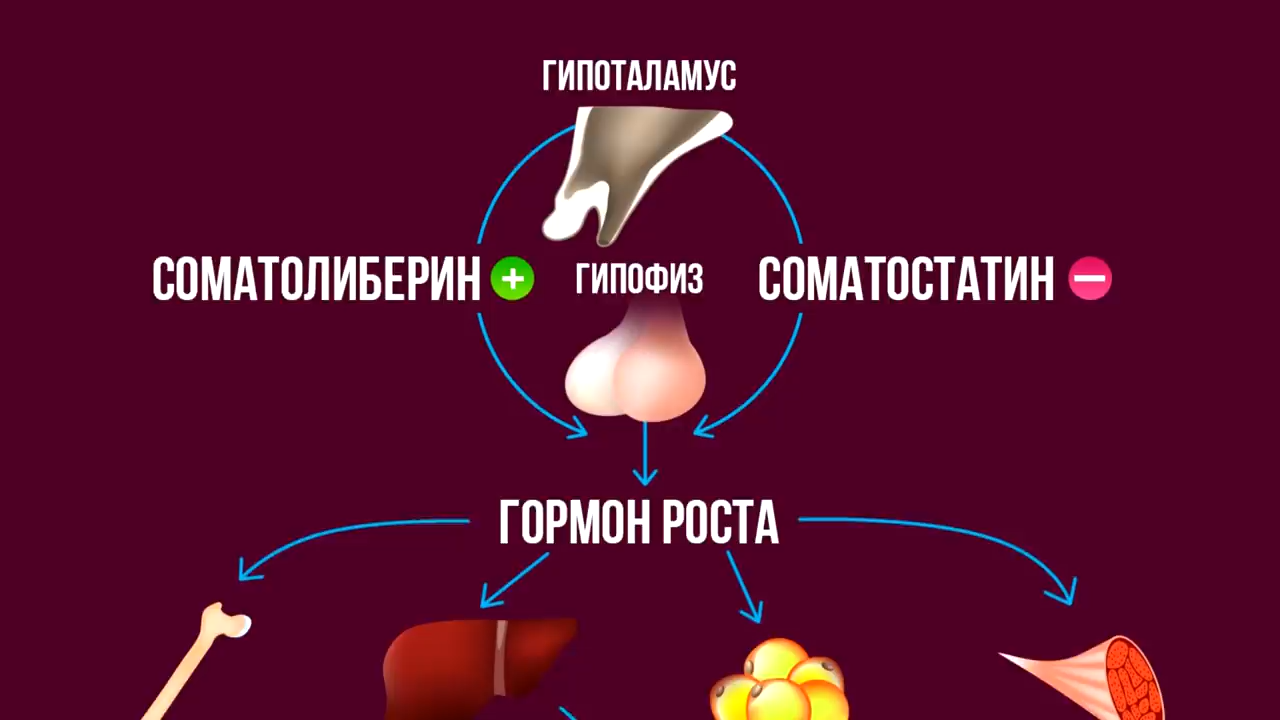 ГИПОТАЛАМУС
СОМАТОЛИБЕРИН +
ГИПОФИЗ
СОМАТОСТАТИН −
ГОРМОН РОСТА